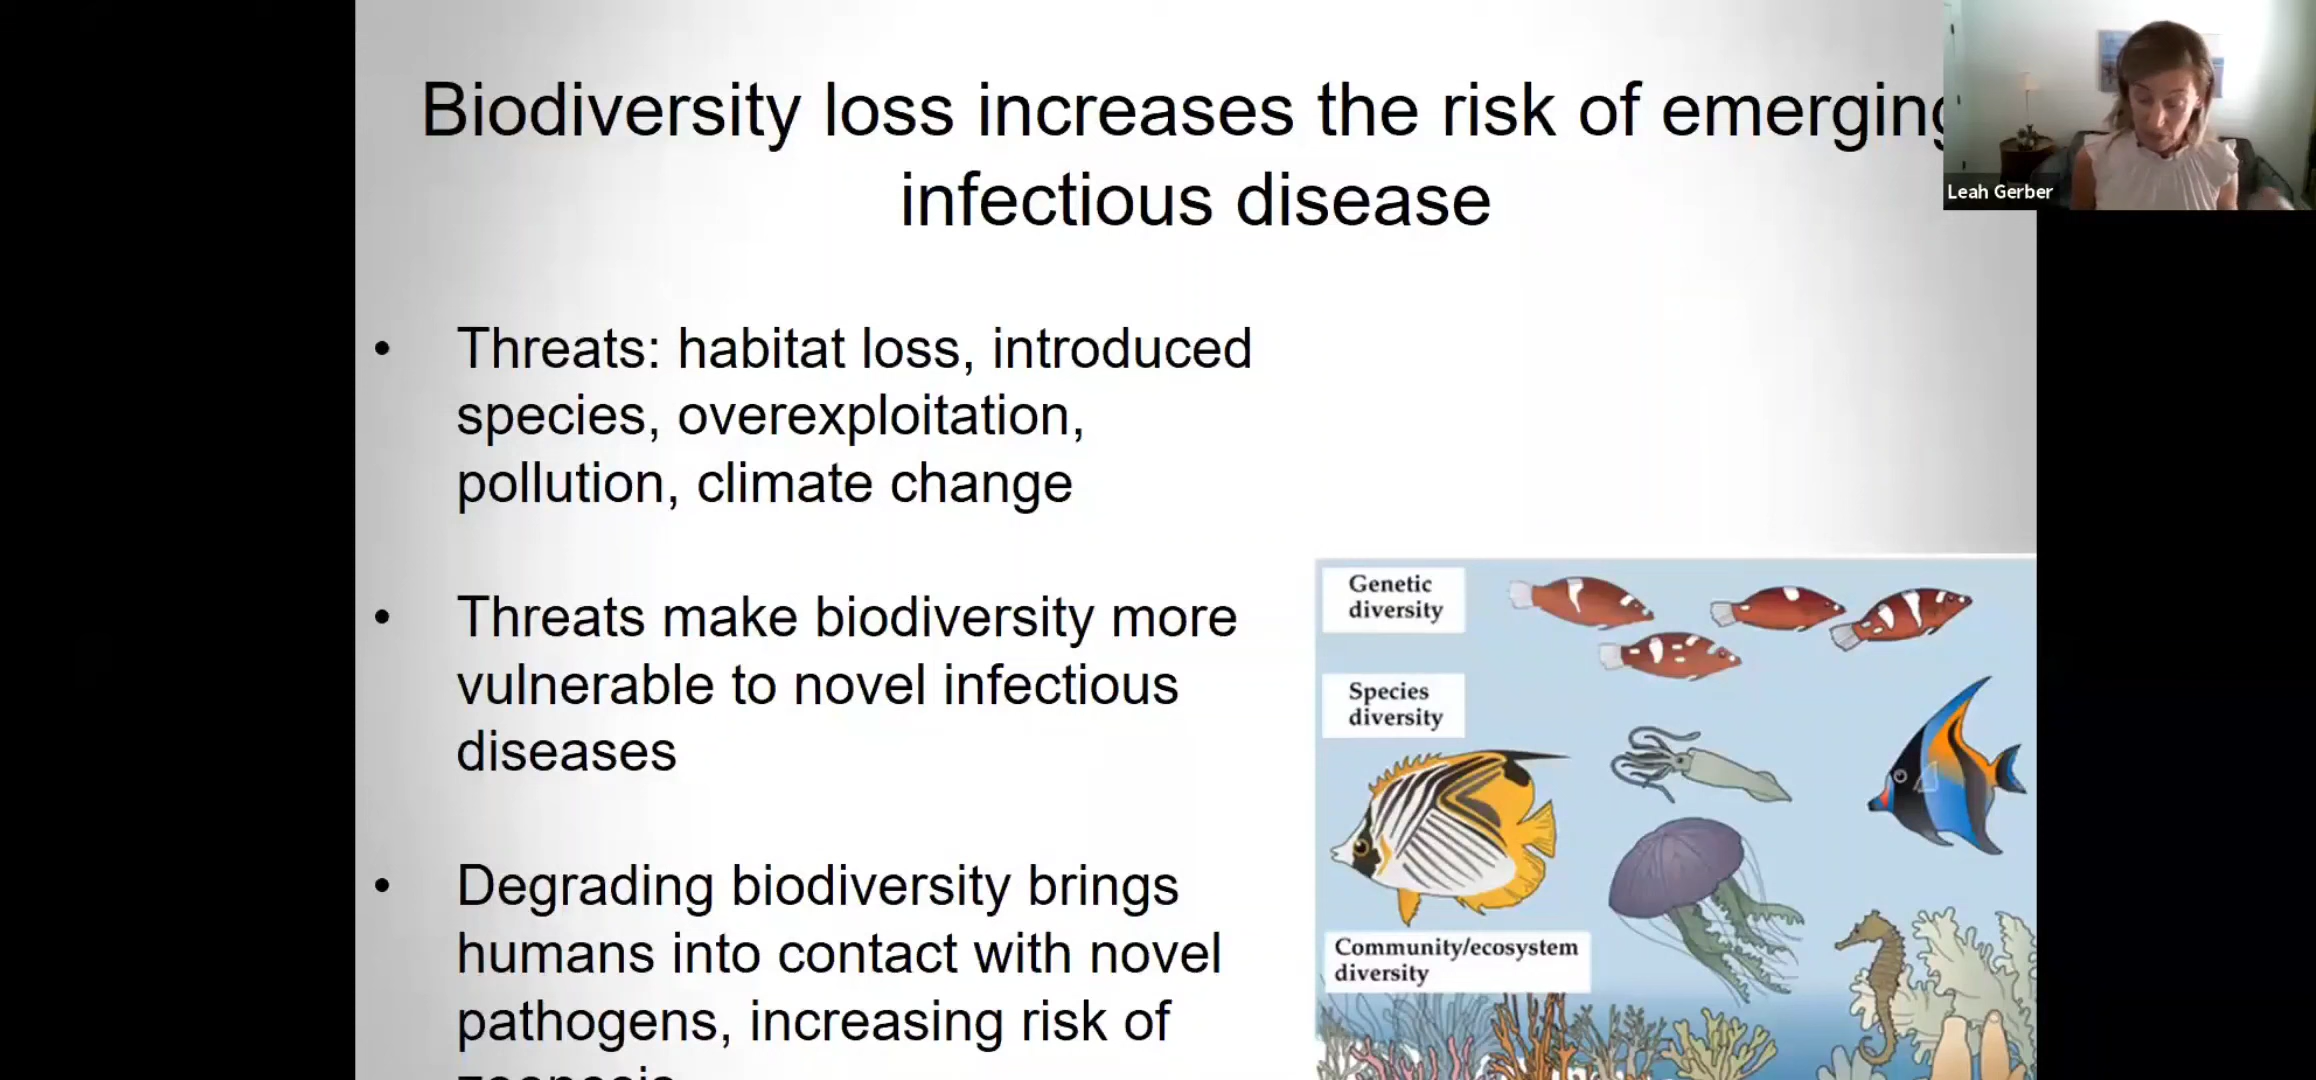 Biodiversity loss increases the risk of emerging
infectious disease
Leah Gerber
• Threats: habitat loss, introduced
species, overexploitation,
pollution, climate change
• Threats make biodiversity more
vulnerable to novel infectious
diseases
• Degrading biodiversity brings
humans into contact with novel
pathogens, increasing risk of
Genetic
diversity
Species
diversity
Community/ecosystem
diversity